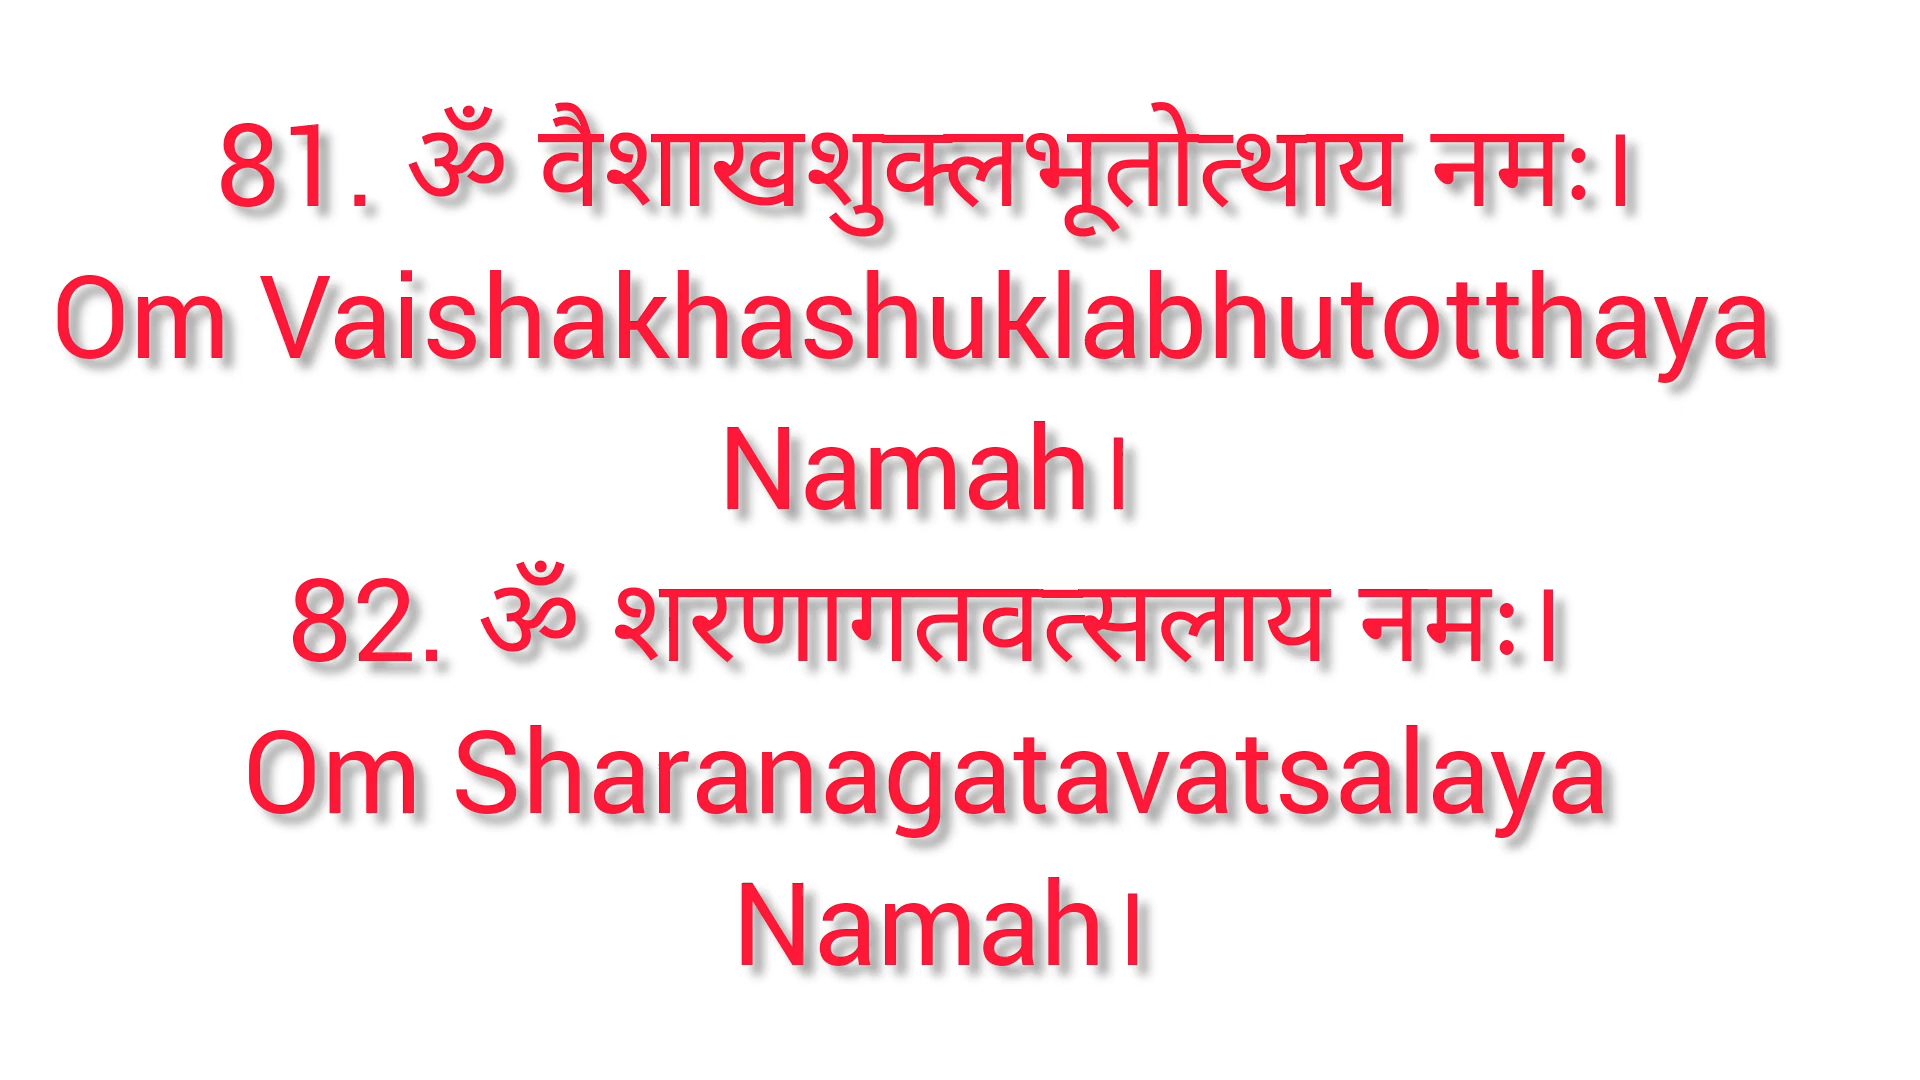 81. ॐ वैशाखशुक्लभूतोत्थाय नमः।
Om Vaishakhashuklabhutotthaya
Namah।
82. ॐ शरणागतवत्सलाय नमः।
Om Sharanagatavatsalaya
Namah।